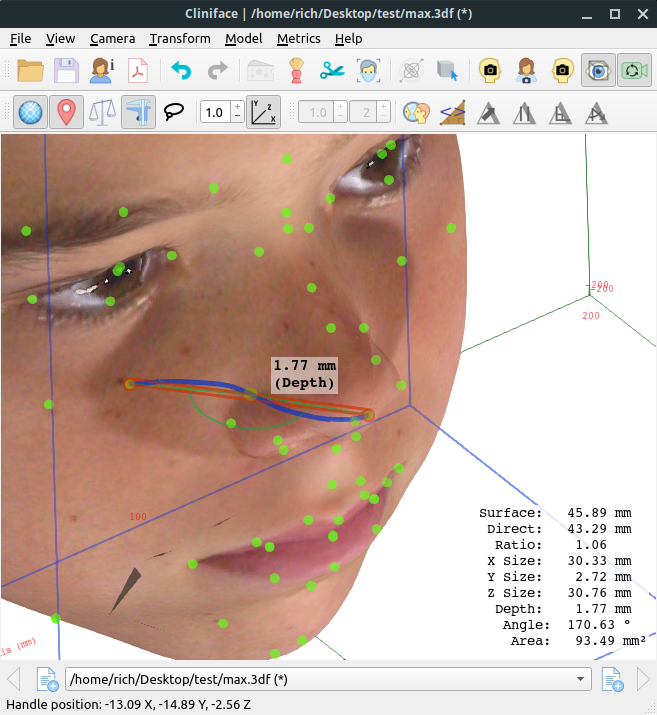 Cliniface | /home/rich/Desktop/test/max.3df (*)
File View Camera Transform Model Metrics Help
1.0 1.0 2
Y Z X
-200
-200
200
1.77 mm
(Depth)
100
Surface: 45.89 mm
Direct: 43.29 mm
Ratio: 1.06
X Size: 30.33 mm
Y Size: 2.72 mm
Z Size: 30.76 mm
Depth: 1.77 mm
Angle: 170.63 °
Area: 93.49 mm²
is (mm)
/home/rich/Desktop/test/max.3df (*)
Handle position: -13.09 X, -14.89 Y, -2.56 Z